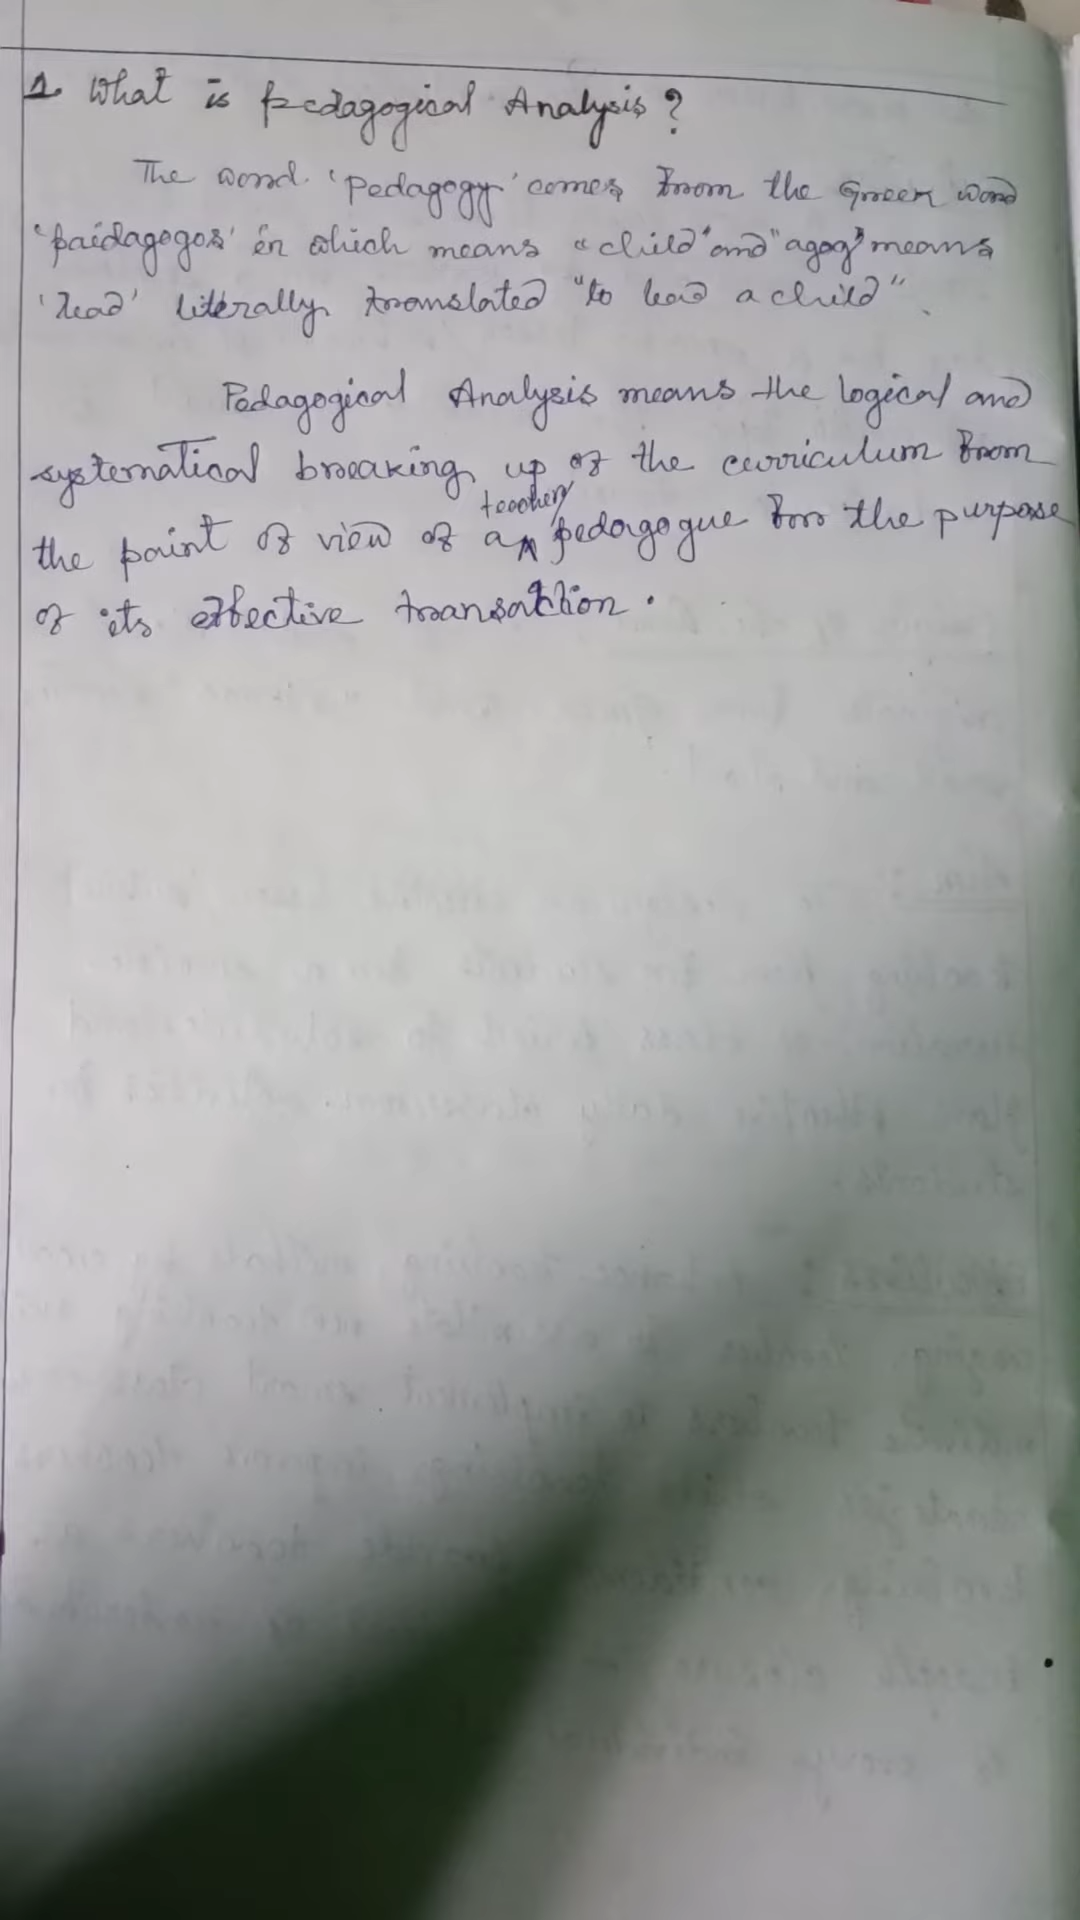 1. What is pedagogical Analysis?
The word 'pedagogy' comes from the Greek word
'paidagogos' in which means "child" and "agog" means
'lead' literally translated "to lead a child".
Pedagogical Analysis means the logical and
systematical breaking up of the curriculum from
teacher/
the point of view of a pedagogue for the purpose
of its effective transaction.